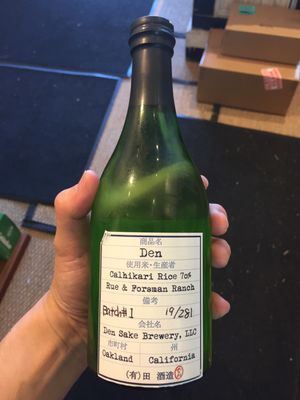 商品名
Den
使用米・生産者
Calhikari Rice 70%
Rue & Forsman Ranch
備考
Batch#1 19/281
会社名
Den Sake Brewery, LLC
市町村 州
Oakland California
(有)田 酒造